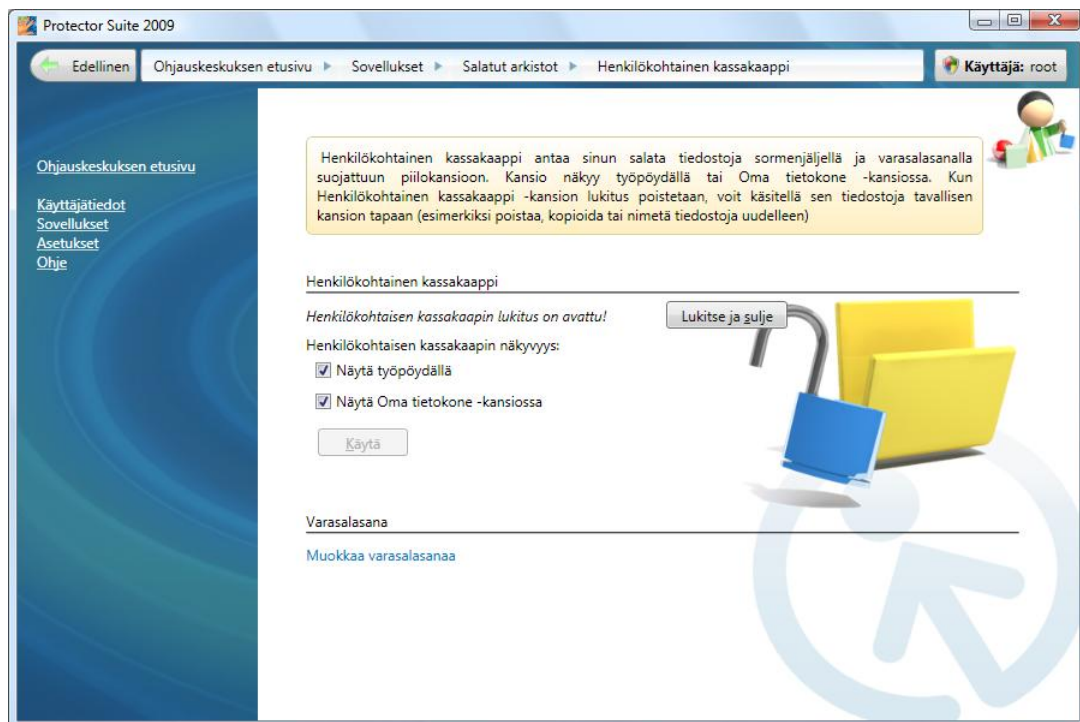 Protector Suite 2009
Edellinen
Ohjauskeskuksen etusivu
Sovellukset
Salatut arkistot
Henkilökohtainen kassakaappi
Käyttäjä: root
Ohjauskeskuksen etusivu
Käyttäjätiedot
Sovellukset
Asetukset
Ohje
Henkilökohtainen kassakaappi antaa sinun salata tiedostoja sormenjäljellä ja varasalasanalla
suojattuun piilokansioon. Kansio näkyy työpöydällä tai Oma tietokone -kansiossa. Kun
Henkilökohtainen kassakaappi -kansion lukitus poistetaan, voit käsitellä sen tiedostoja tavallisen
kansion tapaan (esimerkiksi poistaa, kopioida tai nimetä tiedostoja uudelleen)
Henkilökohtainen kassakaappi
Henkilökohtaisen kassakaapin lukitus on avattu!
Lukitse ja sulje
Henkilökohtaisen kassakaapin näkyvyys:
Näytä työpöydällä
Näytä Oma tietokone -kansiossa
Käytä
Varasalasana
Muokkaa varasalasanaa